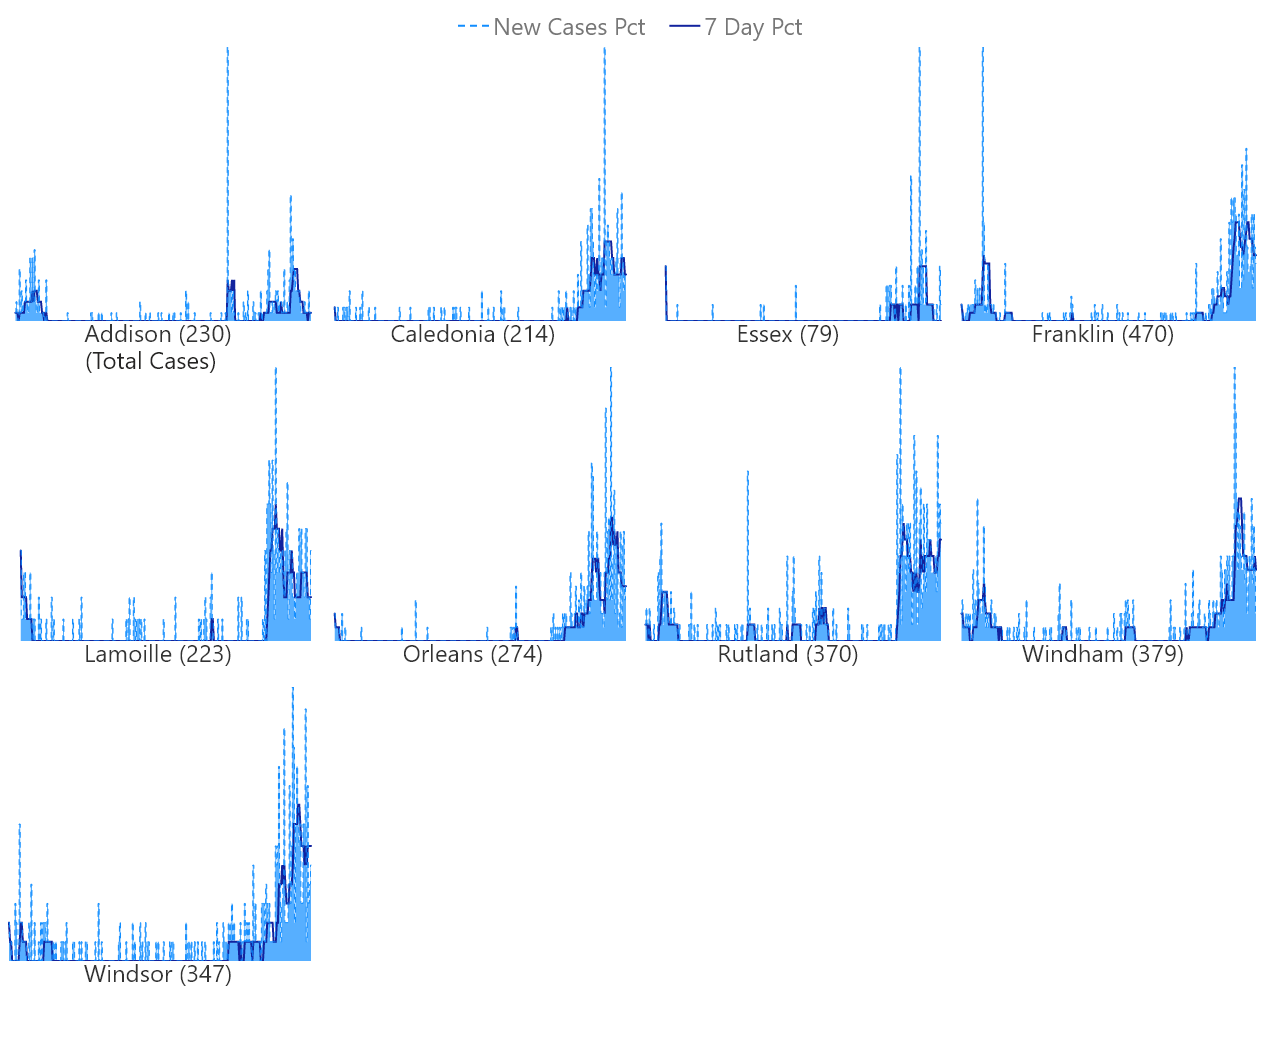 New Cases Pct 7 Day Pct
Addison (230) Caledonia (214) Essex (79) Franklin (470)
(Total Cases)
Lamoille (223) Orleans (274) Rutland (370) Windham (379)
Windsor (347)